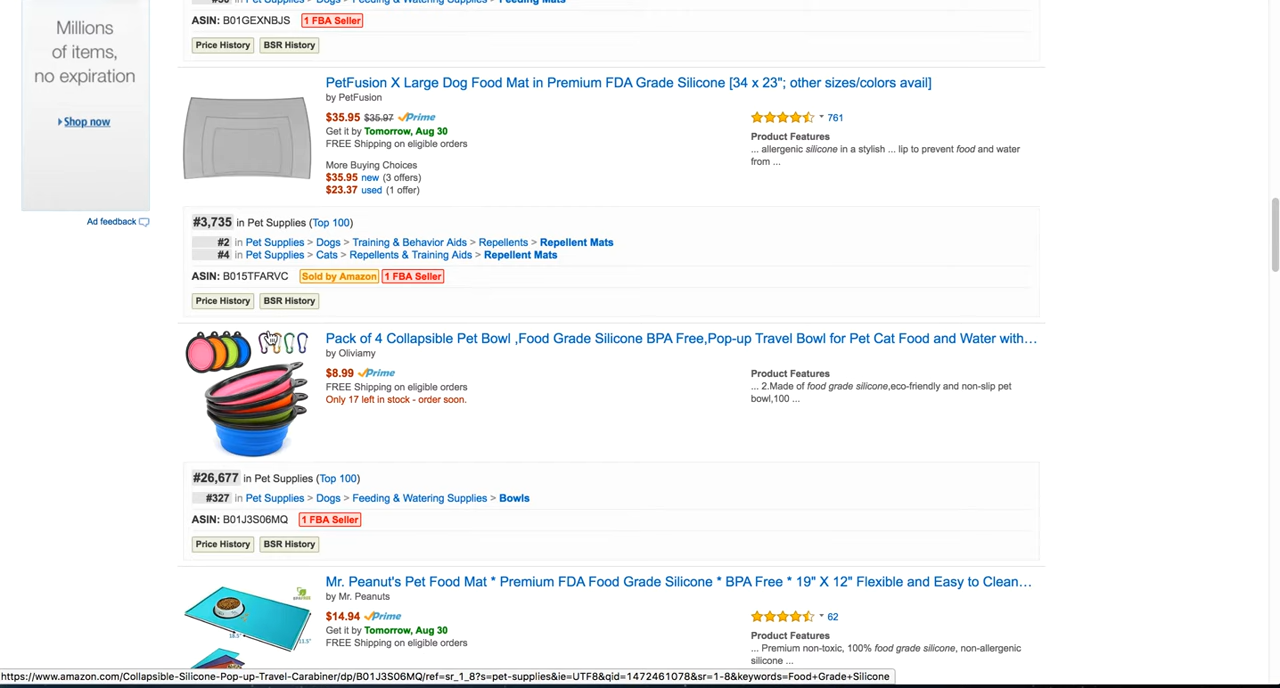 Millions
of items,
no expiration
Shop now
Ad feedback
Feeding Mats
ASIN: B01GEXNBJS 1 FBA Seller
Price History BSR History
PetFusion X Large Dog Food Mat in Premium FDA Grade Silicone [34 x 23"; other sizes/colors avail]
by PetFusion
$35.95 $35.97 Prime
Get it by Tomorrow, Aug 30
FREE Shipping on eligible orders
More Buying Choices
$35.95 new (3 offers)
$23.37 used (1 offer)
761
Product Features
... allergenic silicone in a stylish ... lip to prevent food and water
from ...
#3,735 in Pet Supplies (Top 100)
#2 in Pet Supplies > Dogs > Training & Behavior Aids > Repellents > Repellent Mats
#4 in Pet Supplies > Cats > Repellents & Training Aids > Repellent Mats
ASIN: B015TFARVC Sold by Amazon 1 FBA Seller
Price History BSR History
Pack of 4 Collapsible Pet Bowl ,Food Grade Silicone BPA Free,Pop-up Travel Bowl for Pet Cat Food and Water with...
by Oliviamy
$8.99 Prime
FREE Shipping on eligible orders
Only 17 left in stock - order soon.
Product Features
... 2.Made of food grade silicone,eco-friendly and non-slip pet
bowl,100 ...
#26,677 in Pet Supplies (Top 100)
#327 in Pet Supplies > Dogs > Feeding & Watering Supplies > Bowls
ASIN: B01J3S06MQ 1 FBA Seller
Price History BSR History
Mr. Peanut's Pet Food Mat * Premium FDA Food Grade Silicone * BPA Free * 19" X 12" Flexible and Easy to Clean...
by Mr. Peanuts
$14.94 Prime
Get it by Tomorrow, Aug 30
FREE Shipping on eligible orders
62
Product Features
... Premium non-toxic, 100% food grade silicone, non-allergenic
silicone ...
https://www.amazon.com/Collapsible-Silicone-Pop-up-Travel-Carabiner/dp/B01J3S06MQ/ref=sr_1_8?s=pet-supplies&ie=UTF8&qid=1472461078&sr=1-8&keywords=Food+Grade+Silicone